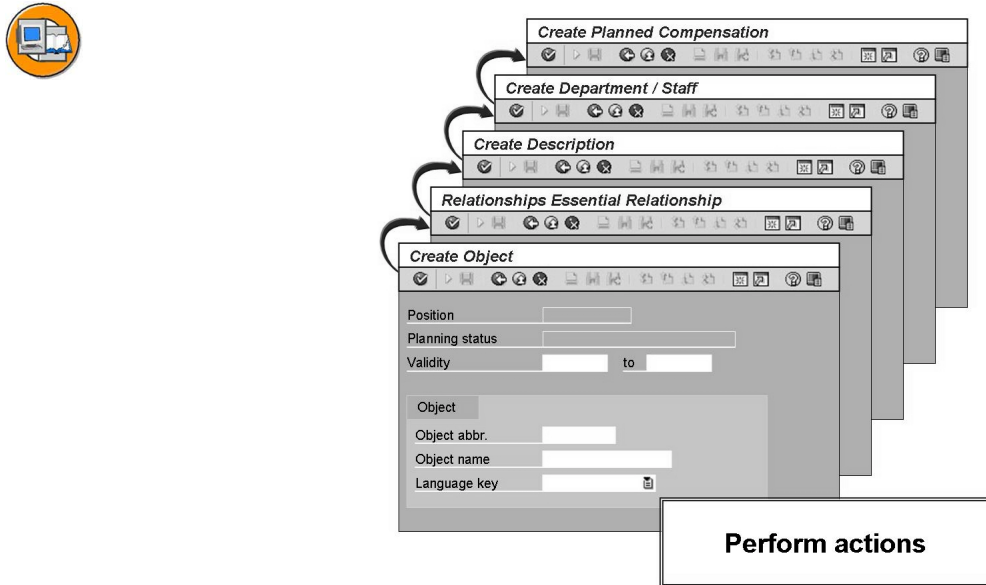 Create Planned Compensation
Create Department / Staff
Create Description
Relationships Essential Relationship
Create Object
Position
Planning status
Validity to
Object
Object abbr.
Object name
Language key
Perform actions